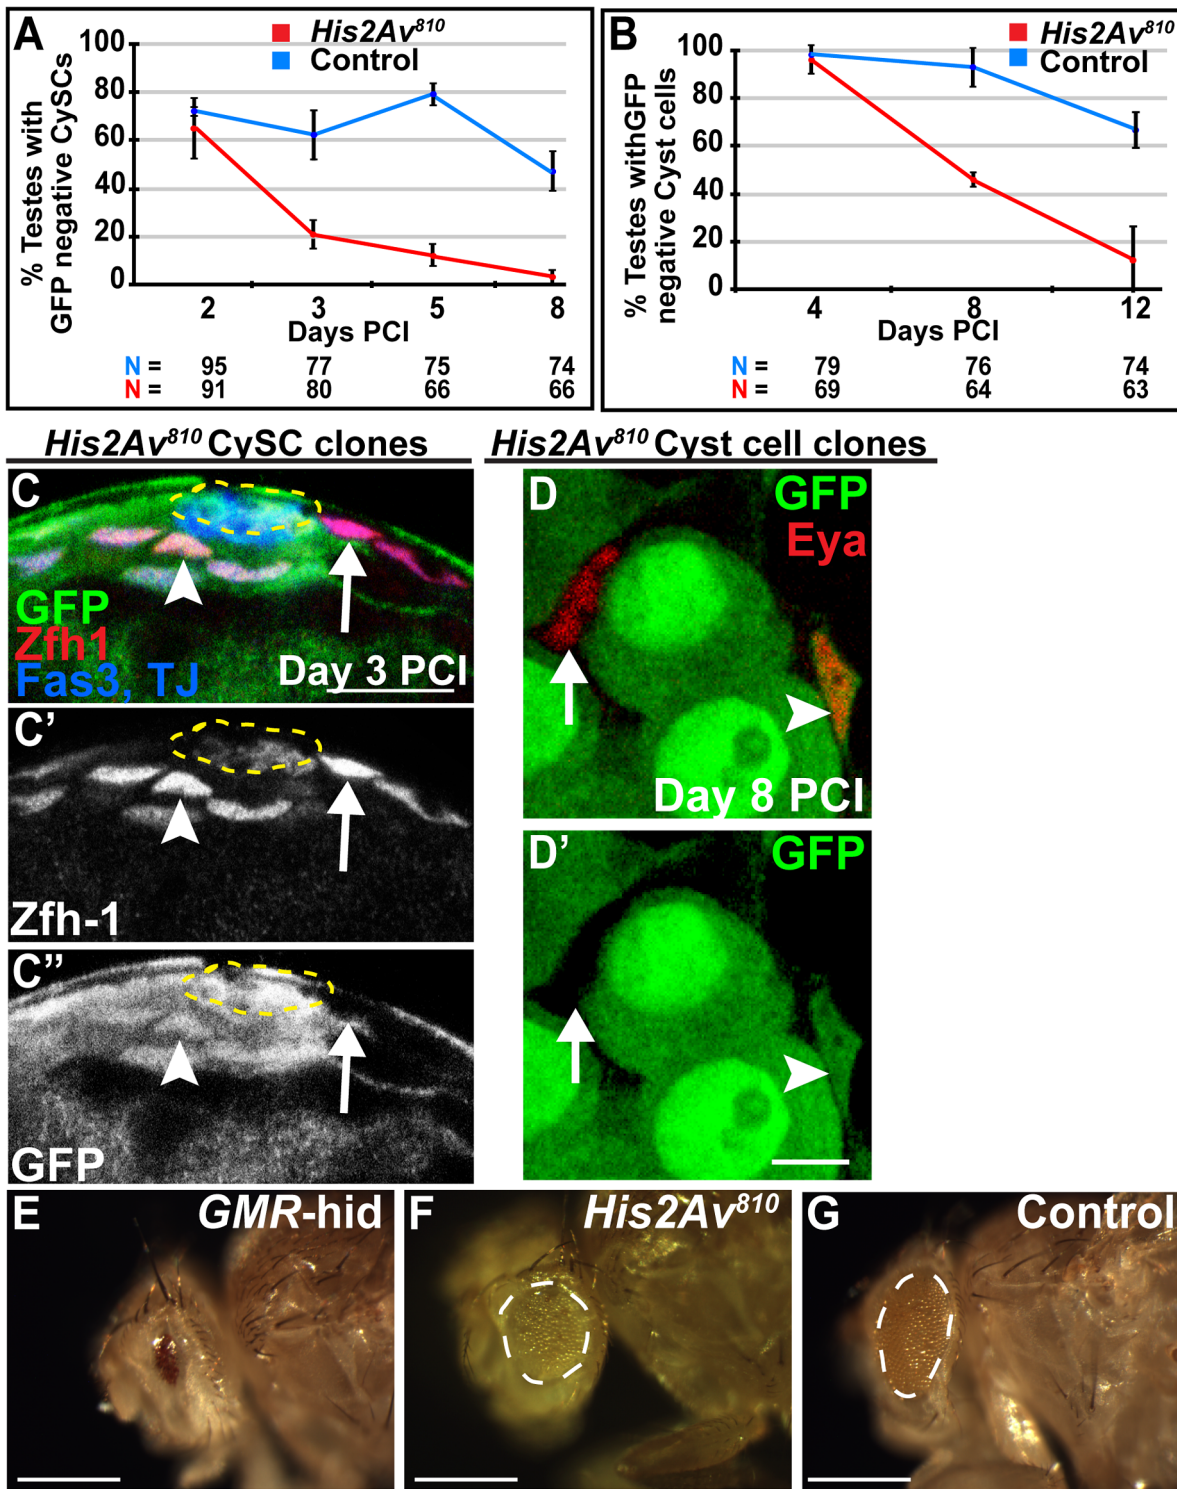 A
His2Av810
Control
% Testes with
GFP negative CySCs
100
80
60
40
20
0
2 3 5 8
Days PCI
N = 95 77 75 74
N = 91 80 66 66
B
His2Av810
Control
% Testes withGFP
negative Cyst cells
100
80
60
40
20
0
4 8 12
Days PCI
N = 79 76 74
N = 69 64 63
His2Av810 CySC clones
C
GFP
Zfh1
Fas3, TJ
Day 3 PCI
C’
Zfh-1
C”
GFP
His2Av810 Cyst cell clones
D
GFP
Eya
Day 8 PCI
D’
GFP
E
GMR-hid
F
His2Av810
G
Control